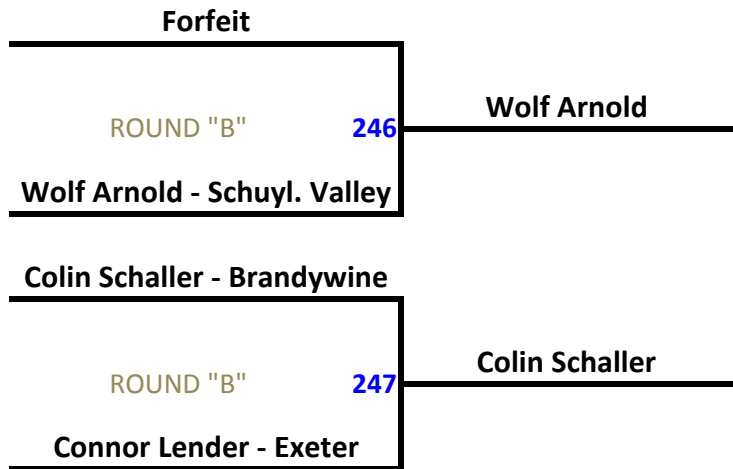 Forfeit
Wolf Arnold
ROUND "B" 246
Wolf Arnold - Schuyl. Valley
Colin Schaller - Brandywine
Colin Schaller
ROUND "B" 247
Connor Lender - Exeter